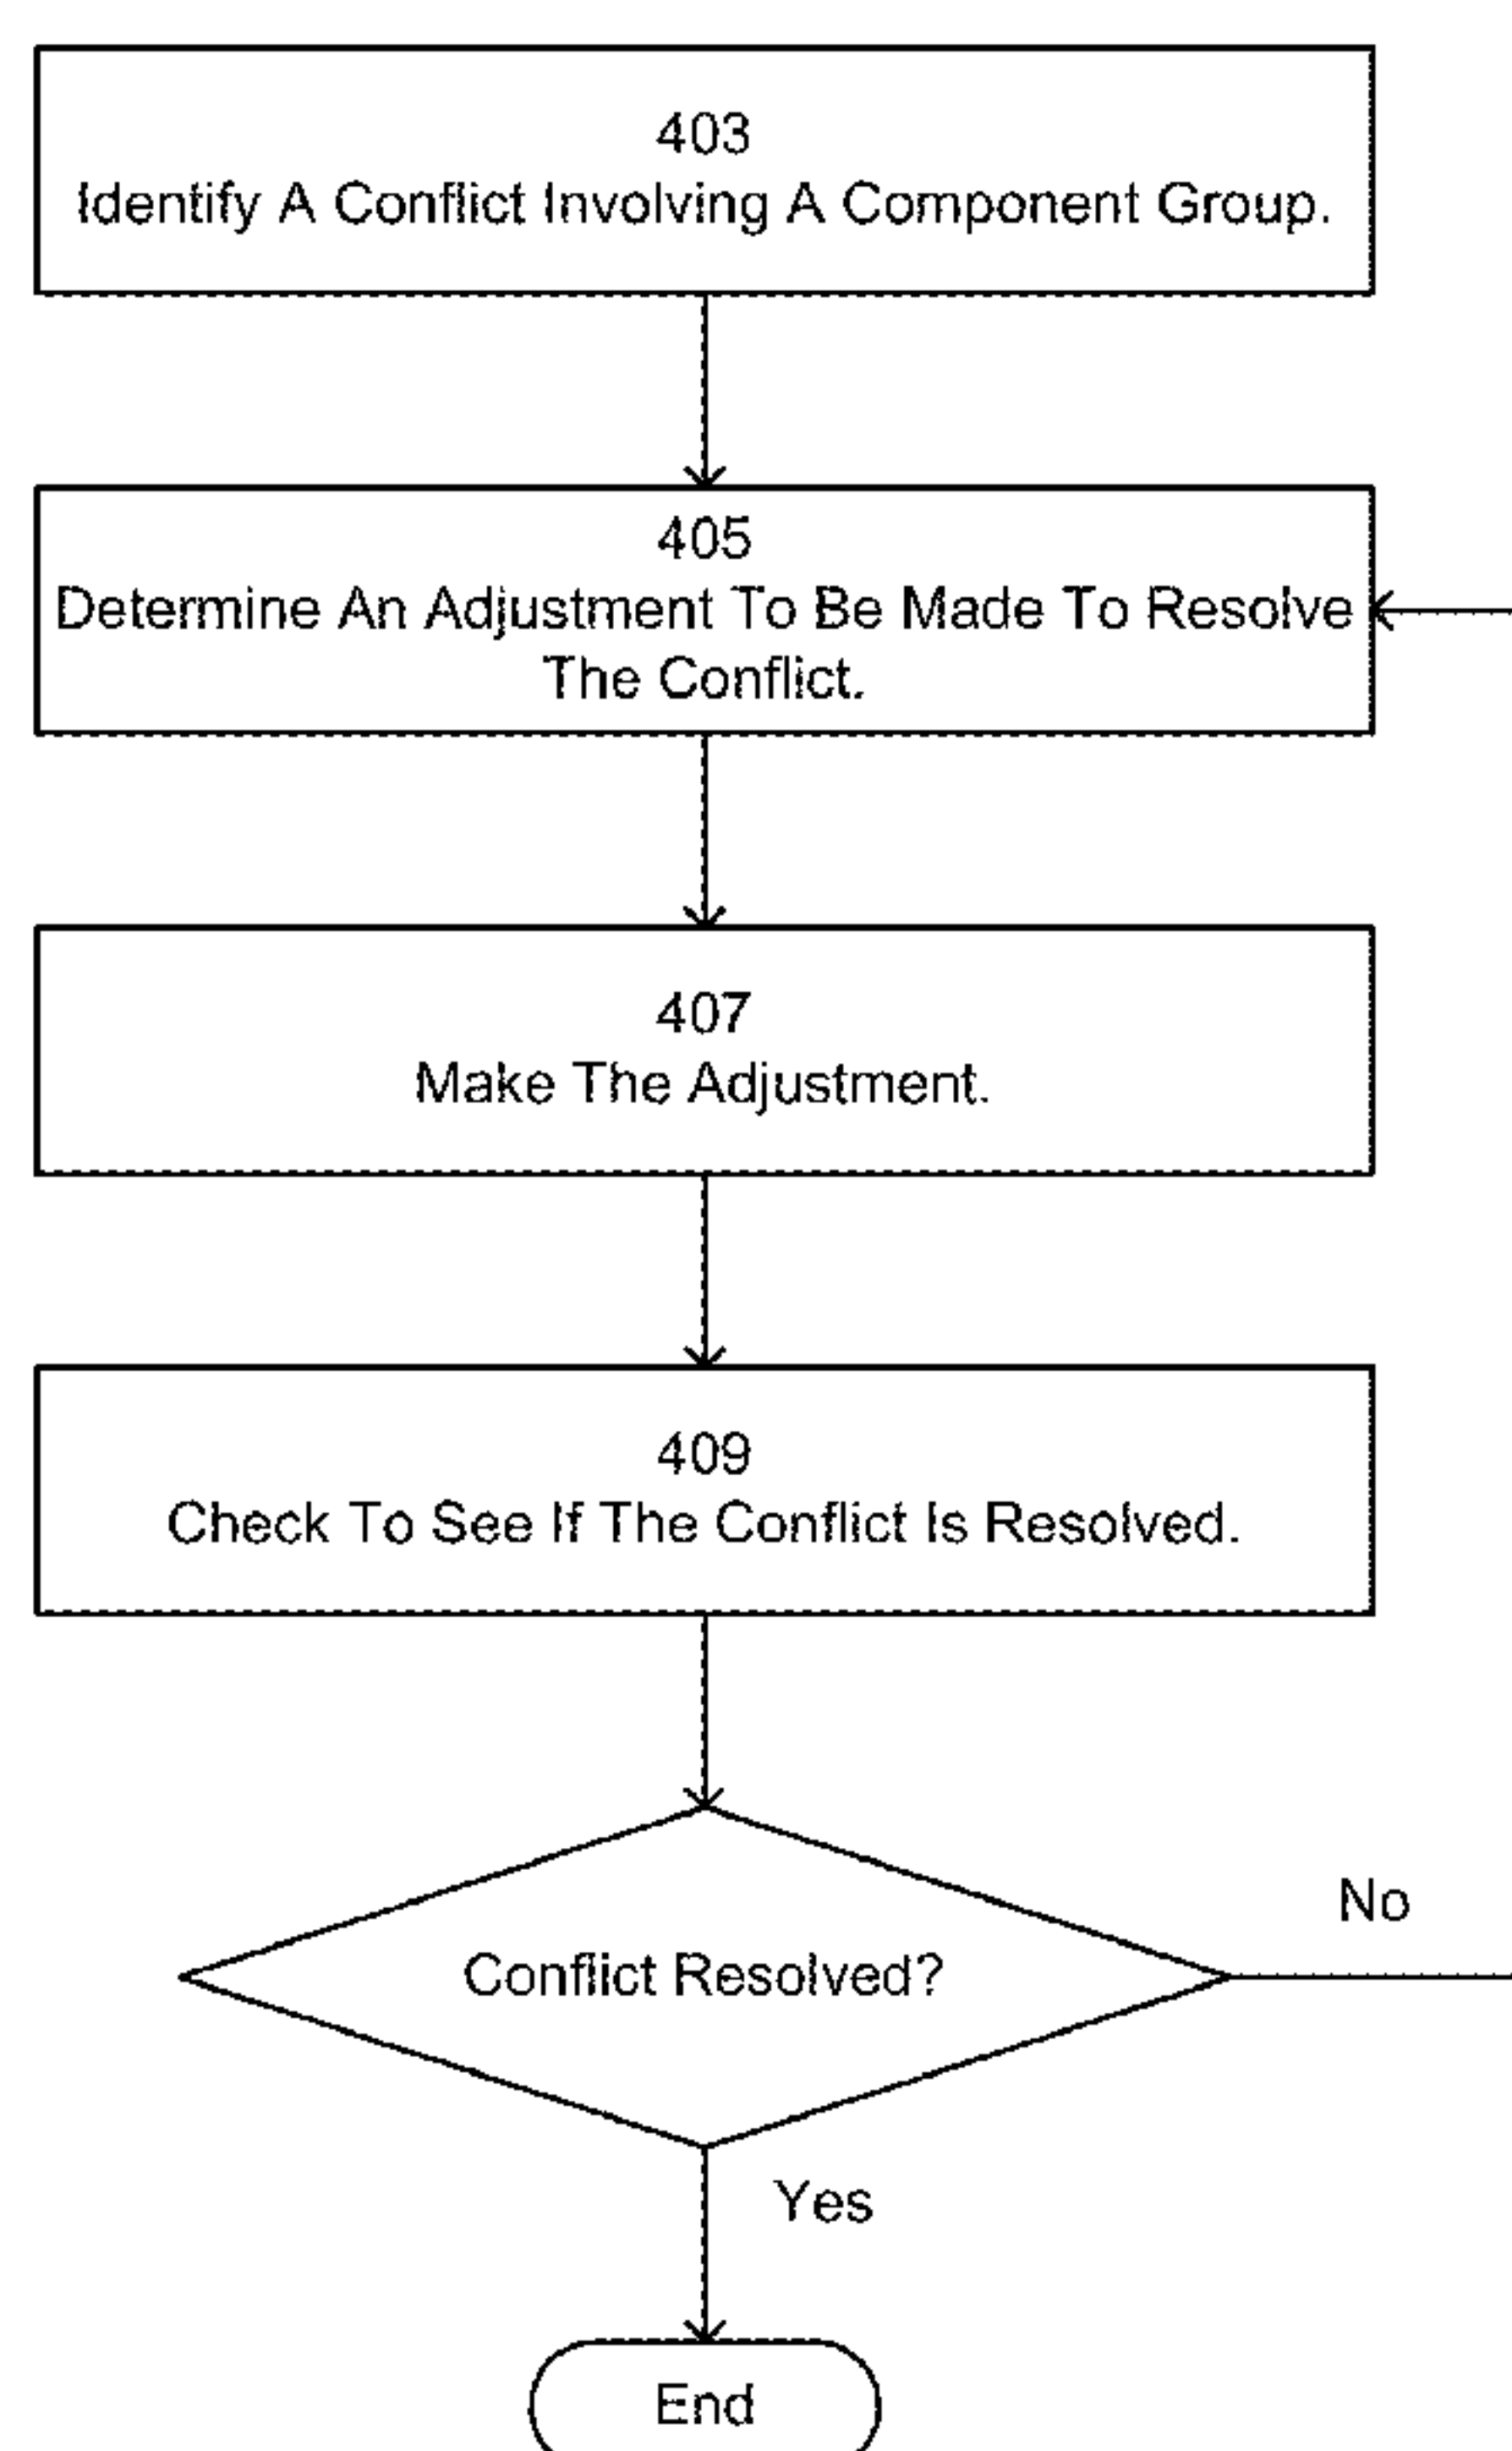 403
Identify A Conflict Involving A Component Group.
405
Determine An Adjustment To Be Made To Resolve
The Conflict.
407
Make The Adjustment.
409
Check To See If The Conflict Is Resolved.
No
Conflict Resolved?
Yes
End